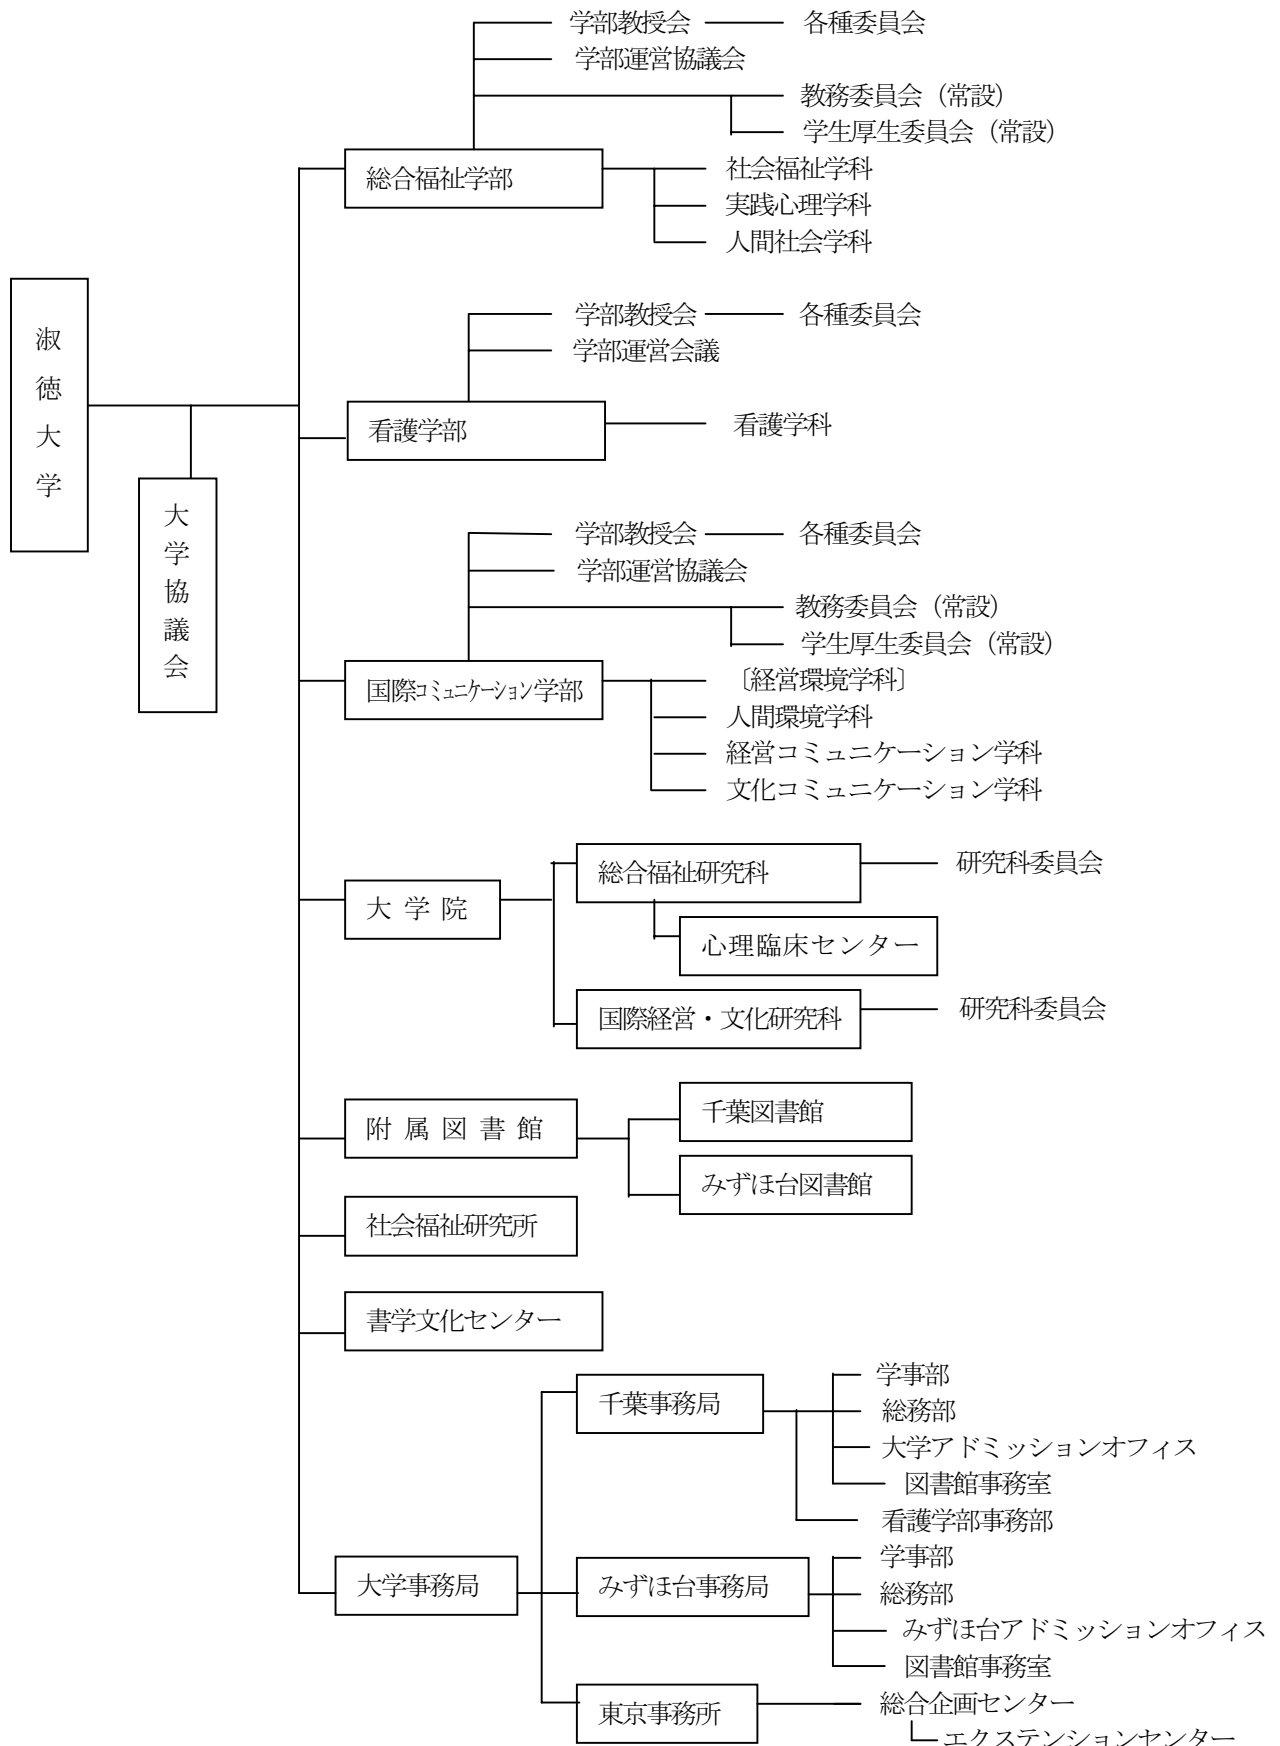 学部教授会 各種委員会
学部運営協議会
教務委員会（常設）
学生厚生委員会（常設）
総合福祉学部
社会福祉学科
実践心理学科
人間社会学科
淑徳大学
大学協議会
学部教授会 各種委員会
学部運営会議
看護学部
看護学科
学部教授会 各種委員会
学部運営協議会
教務委員会（常設）
学生厚生委員会（常設）
国際コミュニケーション学部
〔経営環境学科〕
人間環境学科
経営コミュニケーション学科
文化コミュニケーション学科
大学院
総合福祉研究科 研究科委員会
心理臨床センター
国際経営・文化研究科 研究科委員会
附属図書館
千葉図書館
みずほ台図書館
社会福祉研究所
書学文化センター
大学事務局
千葉事務局
学事部
総務部
大学アドミッションオフィス
図書館事務室
看護学部事務部
みずほ台事務局
学事部
総務部
みずほ台アドミッションオフィス
図書館事務室
東京事務所
総合企画センター
エクステンションセンター